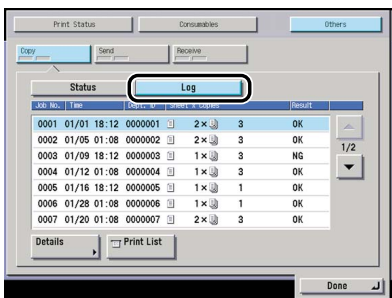 Print Status Consumables Others
Copy Send Receive
Status Log
Job No. Time Dept. ID Sheet x Copies Result
0001 01/01 18:12 0000001 2× 3 OK
0002 01/05 01:08 0000002 2× 3 OK
0003 01/09 18:12 0000003 1× 3 NG
0004 01/12 01:08 0000004 1× 3 OK
0005 01/16 18:12 0000005 1× 1 OK
0006 01/28 01:08 0000006 1× 1 OK
0007 01/20 01:08 0000007 2× 3 OK
1/2
Details Print List
Done